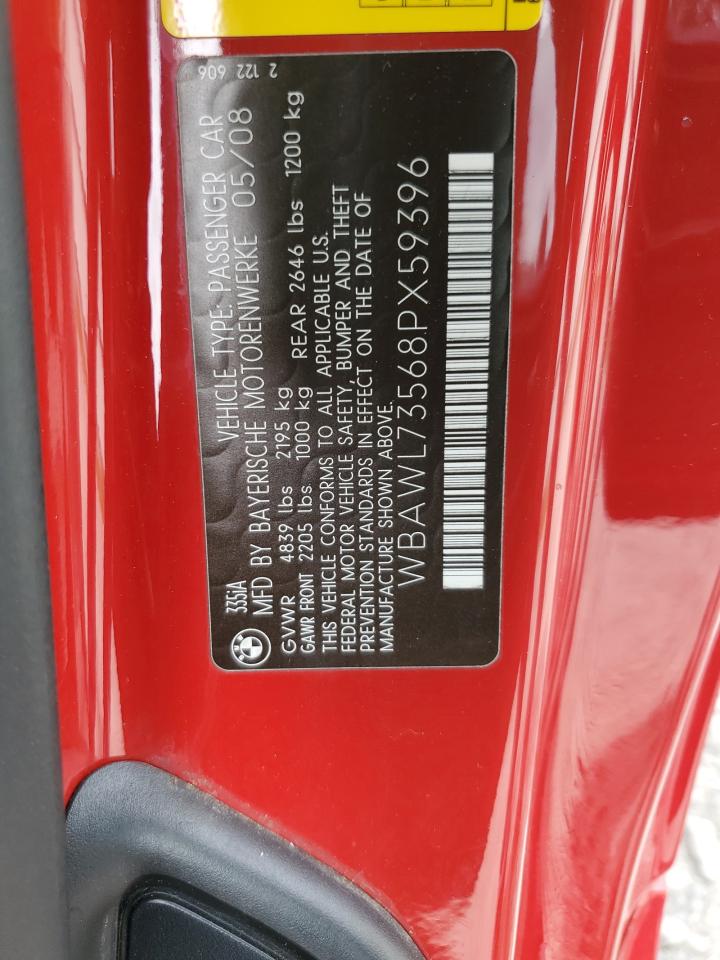 335iA VEHICLE TYPE: PASSENGER CAR 2 122 606
MFD BY BAYERISCHE MOTORENWERKE 05/08
GVWR 4839 lbs 2195 kg
GAWR FRONT 2205 lbs 1000 kg REAR 2646 lbs 1200 kg
THIS VEHICLE CONFORMS TO ALL APPLICABLE U.S.
FEDERAL MOTOR VEHICLE SAFETY, BUMPER AND THEFT
PREVENTION STANDARDS IN EFFECT ON THE DATE OF
MANUFACTURE SHOWN ABOVE.
WBAWL73568PX59396